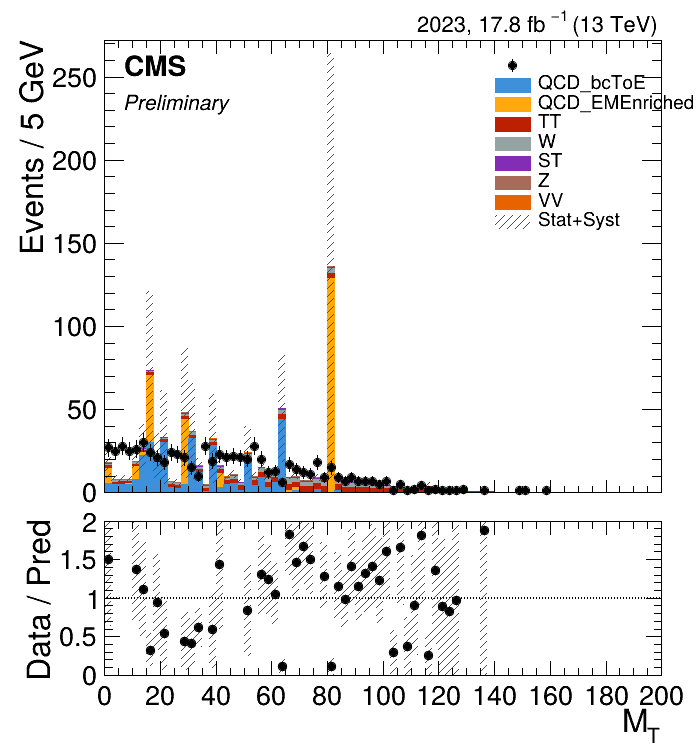 2023, 17.8 fb⁻¹ (13 TeV)
CMS
Preliminary
QCD_bcToE
QCD_EMEnriched
TT
W
ST
Z
VV
Stat+Syst
Events / 5 GeV
250
200
150
100
50
0
Data / Pred
2
1.5
1
0.5
0
0 20 40 60 80 100 120 140 160 180 200
M_T